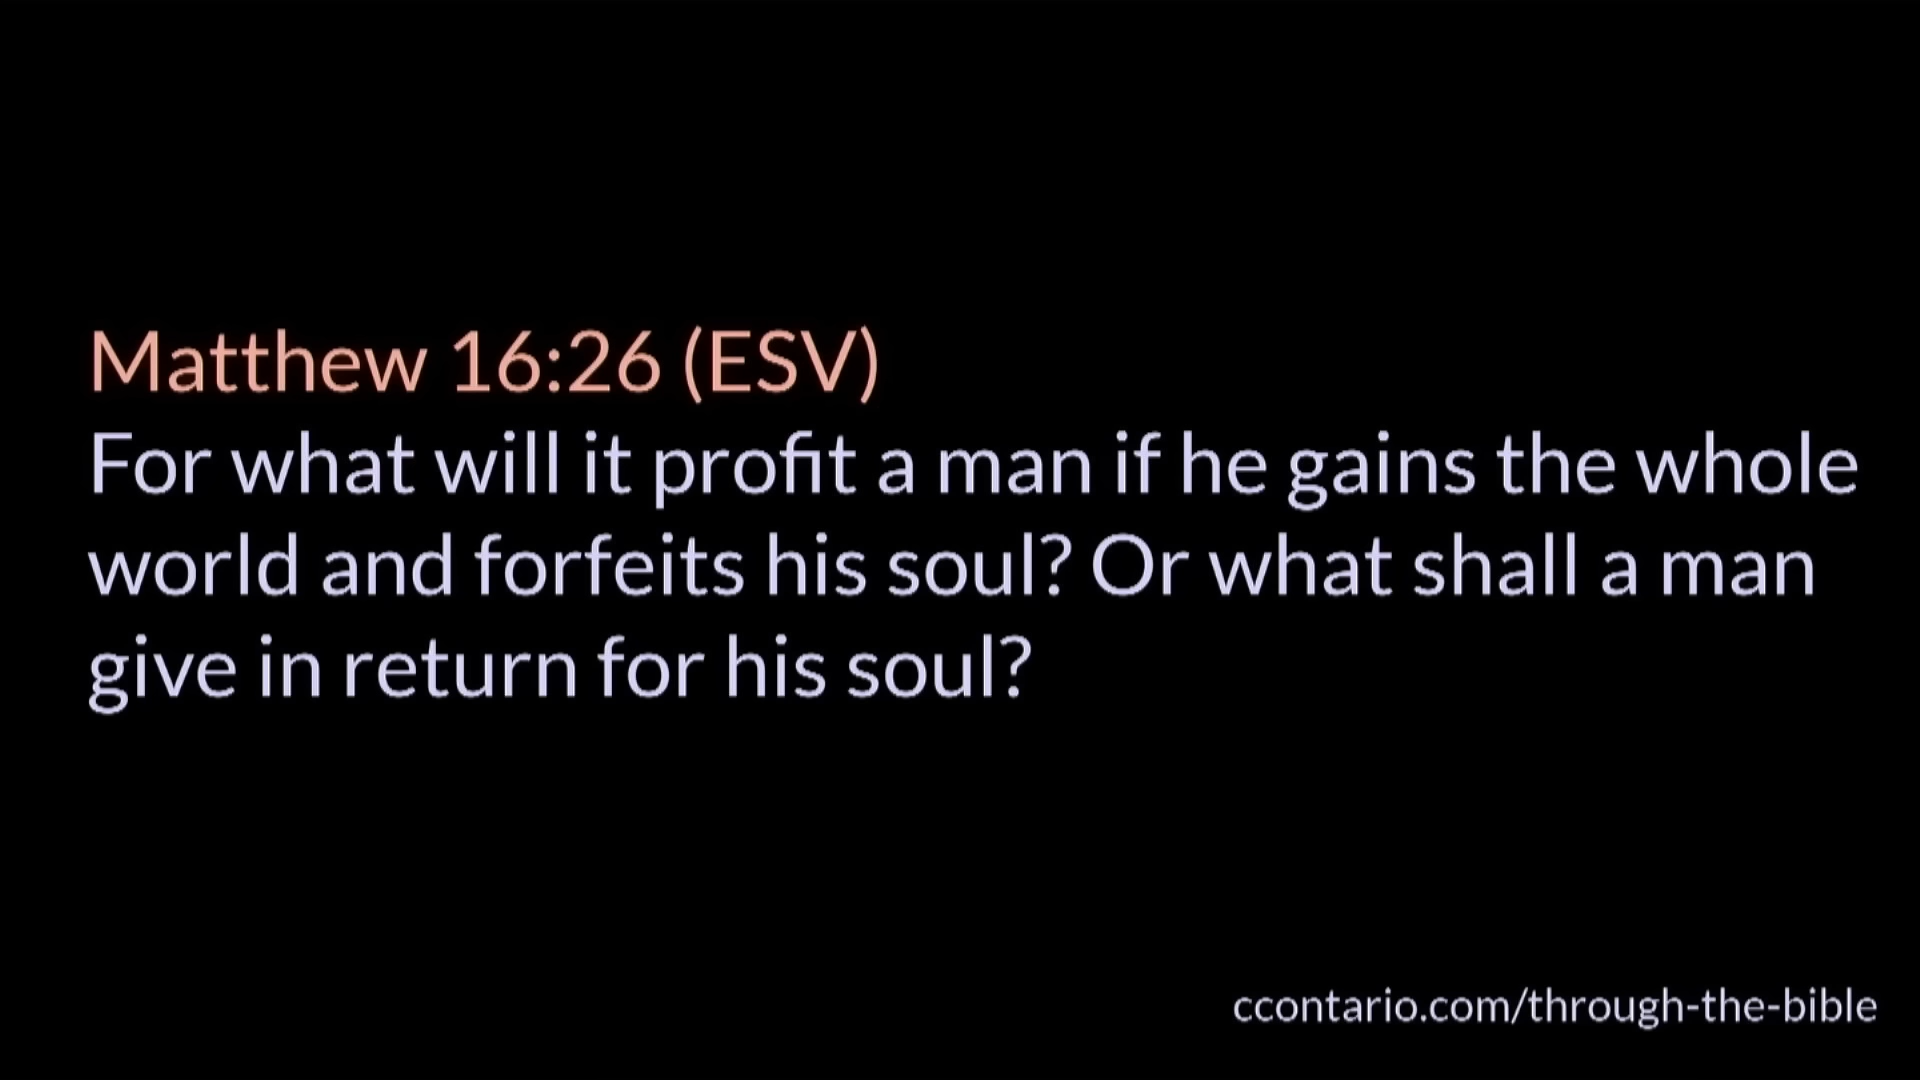 Matthew 16:26 (ESV)
For what will it profit a man if he gains the whole
world and forfeits his soul? Or what shall a man
give in return for his soul?
ccontario.com/through-the-bible